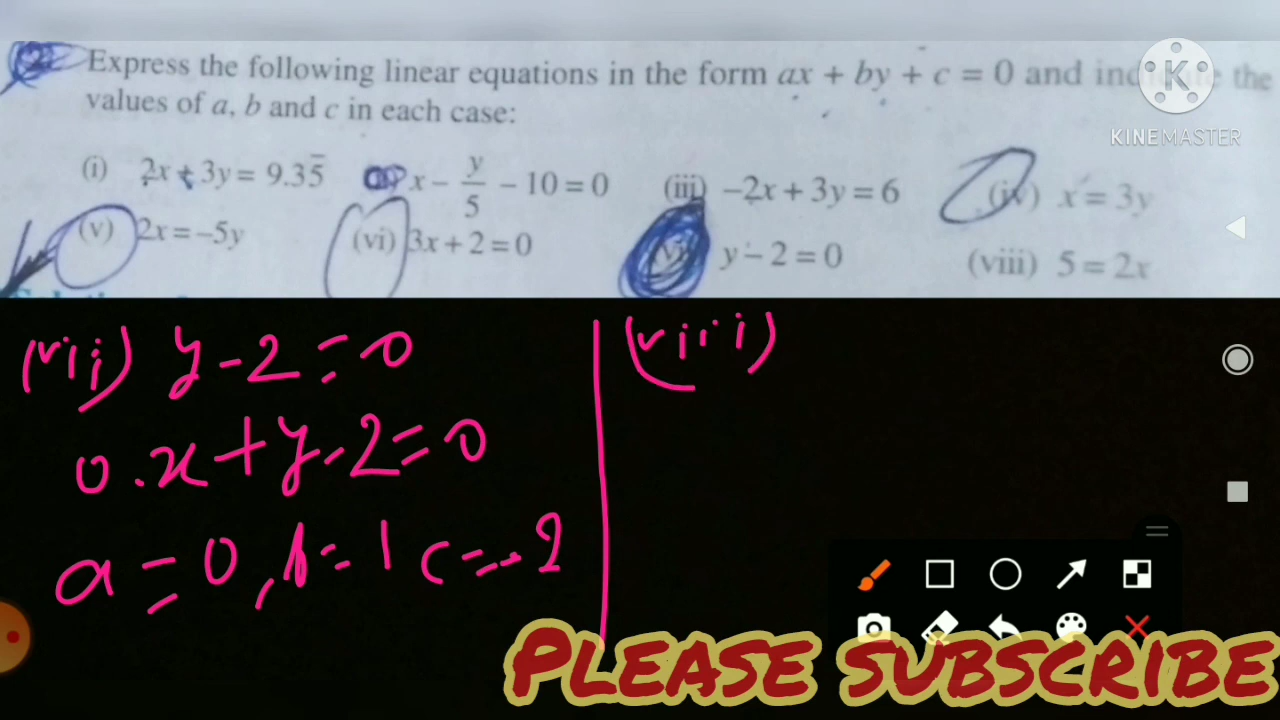 Express the following linear equations in the form ax + by + c = 0 and indicate the
values of a, b and c in each case:
(i) 2x + 3y = 9.35̅ x − y/5 − 10 = 0 (iii) −2x + 3y = 6 (iv) x = 3y
(v) 2x = −5y (vi) 3x + 2 = 0 y − 2 = 0 (viii) 5 = 2x
KINEMASTER
(vii) y - 2 = 0
0.x + y - 2 = 0
a = 0, b = 1 c = -2
(viii)
PLEASE SUBSCRIBE